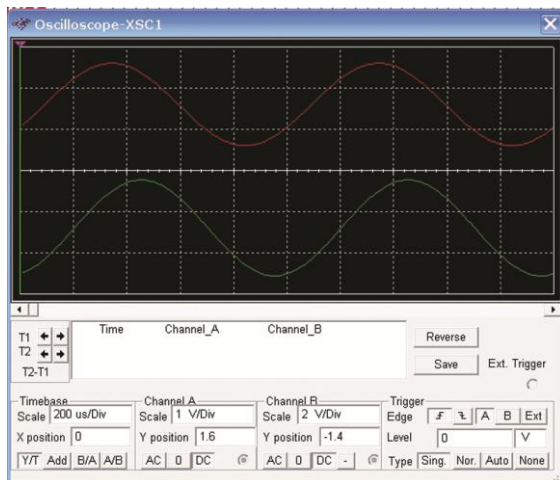 Oscilloscope-XSC1
T1
T2
T2-T1
Time Channel_A Channel_B
Reverse
Save
Ext. Trigger
Timebase
Scale 200 us/Div
X position 0
Y/T Add B/A A/B
Channel A
Scale 1 V/Div
Y position 1.6
AC 0 DC
Channel B
Scale 2 V/Div
Y position -1.4
AC 0 DC -
Trigger
Edge A B Ext
Level 0 V
Type Sing. Nor. Auto None